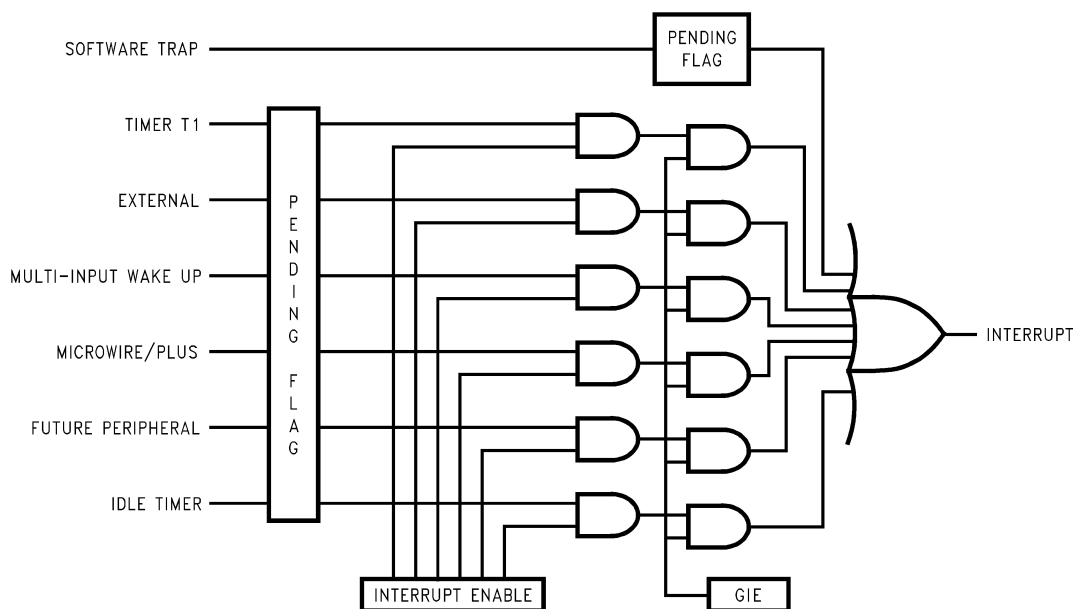 SOFTWARE TRAP
PENDING
FLAG
TIMER T1
EXTERNAL
MULTI-INPUT WAKE UP
MICROWIRE/PLUS
FUTURE PERIPHERAL
IDLE TIMER
PENDING FLAG
INTERRUPT
INTERRUPT ENABLE
GIE